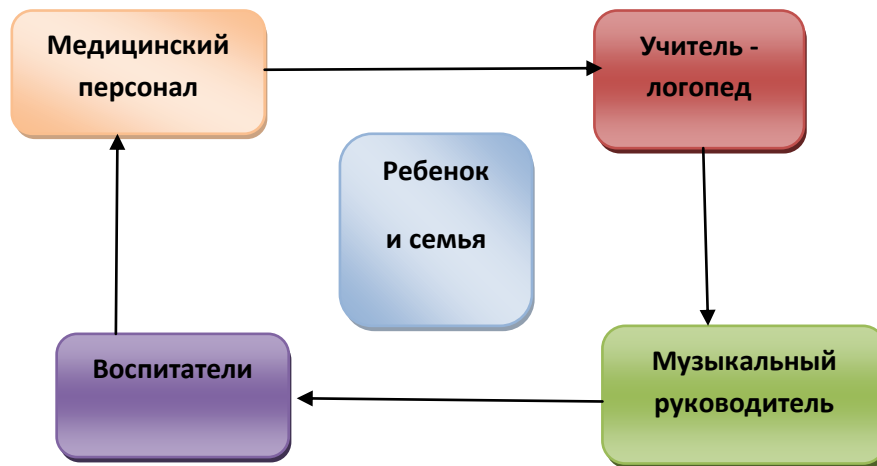 Медицинский
персонал
Учитель -
логопед
Ребенок
и семья
Воспитатели
Музыкальный
руководитель